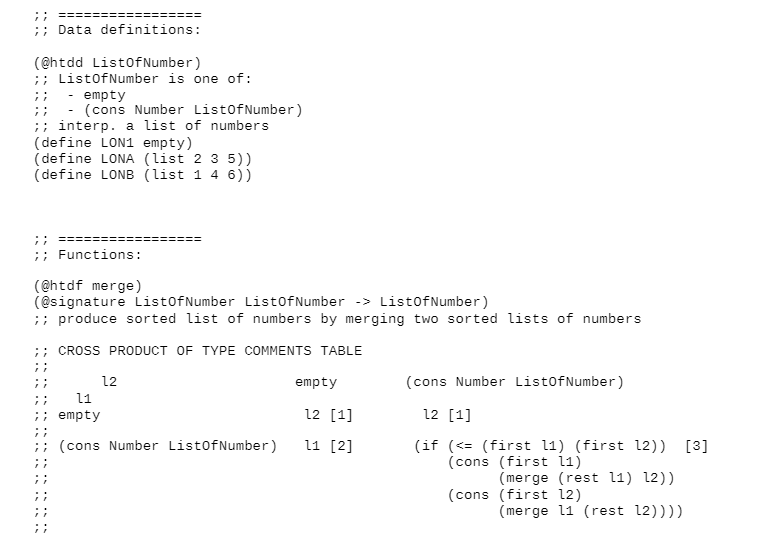 ;; =================
;; Data definitions:
(@htdd ListOfNumber)
;; ListOfNumber is one of:
;;  - empty
;;  - (cons Number ListOfNumber)
;; interp. a list of numbers
(define LON1 empty)
(define LONA (list 2 3 5))
(define LONB (list 1 4 6))
;; =================
;; Functions:
(@htdf merge)
(@signature ListOfNumber ListOfNumber -> ListOfNumber)
;; produce sorted list of numbers by merging two sorted lists of numbers
;; CROSS PRODUCT OF TYPE COMMENTS TABLE
;;
;;      l2                     empty        (cons Number ListOfNumber)
;;   l1
;; empty                        l2 [1]        l2 [1]
;;
;; (cons Number ListOfNumber)   l1 [2]       (if (<= (first l1) (first l2))  [3]
;;                                               (cons (first l1)
;;                                                     (merge (rest l1) l2))
;;                                               (cons (first l2)
;;                                                     (merge l1 (rest l2))))
;;